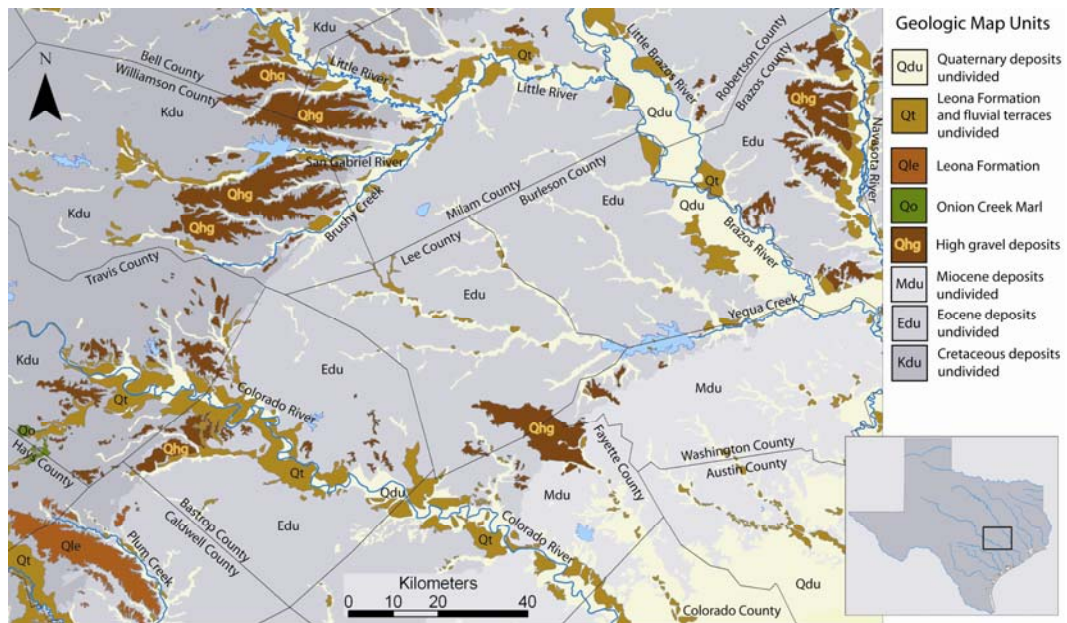 Geologic Map Units
Qdu
Quaternary deposits
undivided
Qt
Leona Formation
and fluvial terraces
undivided
Qle
Leona Formation
Qo
Onion Creek Marl
Qhg
High gravel deposits
Mdu
Miocene deposits
undivided
Edu
Eocene deposits
undivided
Kdu
Cretaceous deposits
undivided
N
Kdu
Bell County
Williamson County
Qhg
Little River
Kdu
Qhg
Qt
Little River
Little Brazos River
Robertson County
Brazos County
Qdu
Edu
Qhg
Navasota River
San Gabriel River
Qhg
Qhg
Kdu
Brushy Creek
Travis County
Milam County
Burleson County
Lee County
Edu
Qt
Qdu
Brazos River
Edu
Yegua Creek
Kdu
Qt
Colorado River
Edu
Edu
Mdu
Qo
Hays County
Qhg
Qt
Qhg
Fayette County
Washington County
Austin County
Qdu
Mdu
Bastrop County
Caldwell County
Edu
Colorado River
Qt
Qle
Qt
Plum Creek
Qdu
Colorado County
Kilometers
0 10 20 40